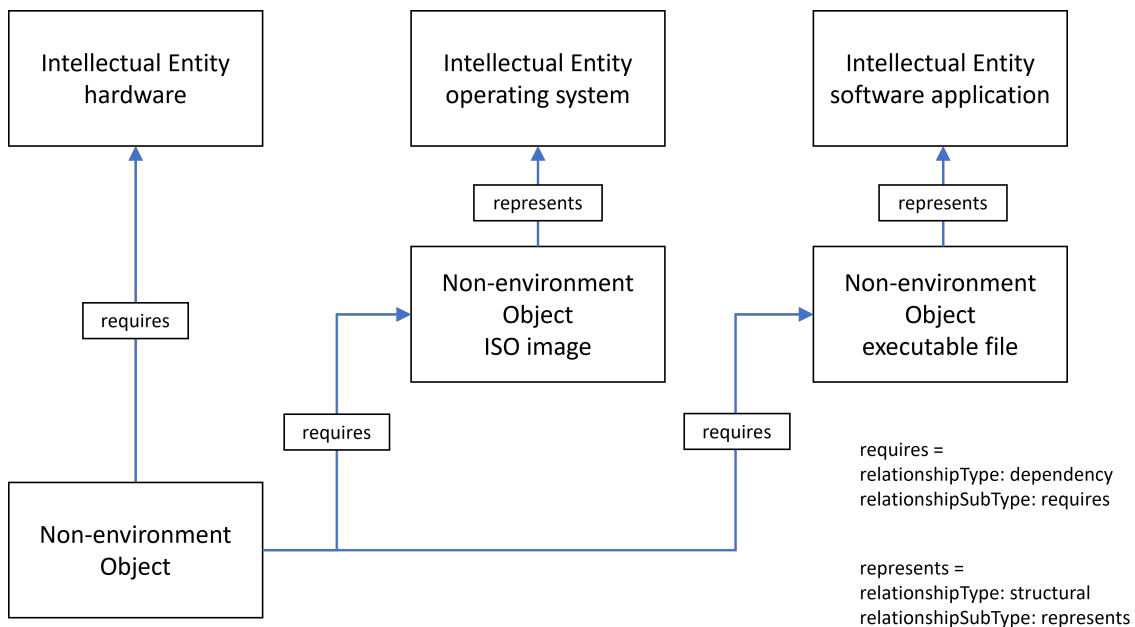 Intellectual Entity
hardware
Intellectual Entity
operating system
Intellectual Entity
software application
represents
represents
Non-environment
Object
ISO image
Non-environment
Object
executable file
requires
requires
requires
Non-environment
Object
requires =
relationshipType: dependency
relationshipSubType: requires
represents =
relationshipType: structural
relationshipSubType: represents